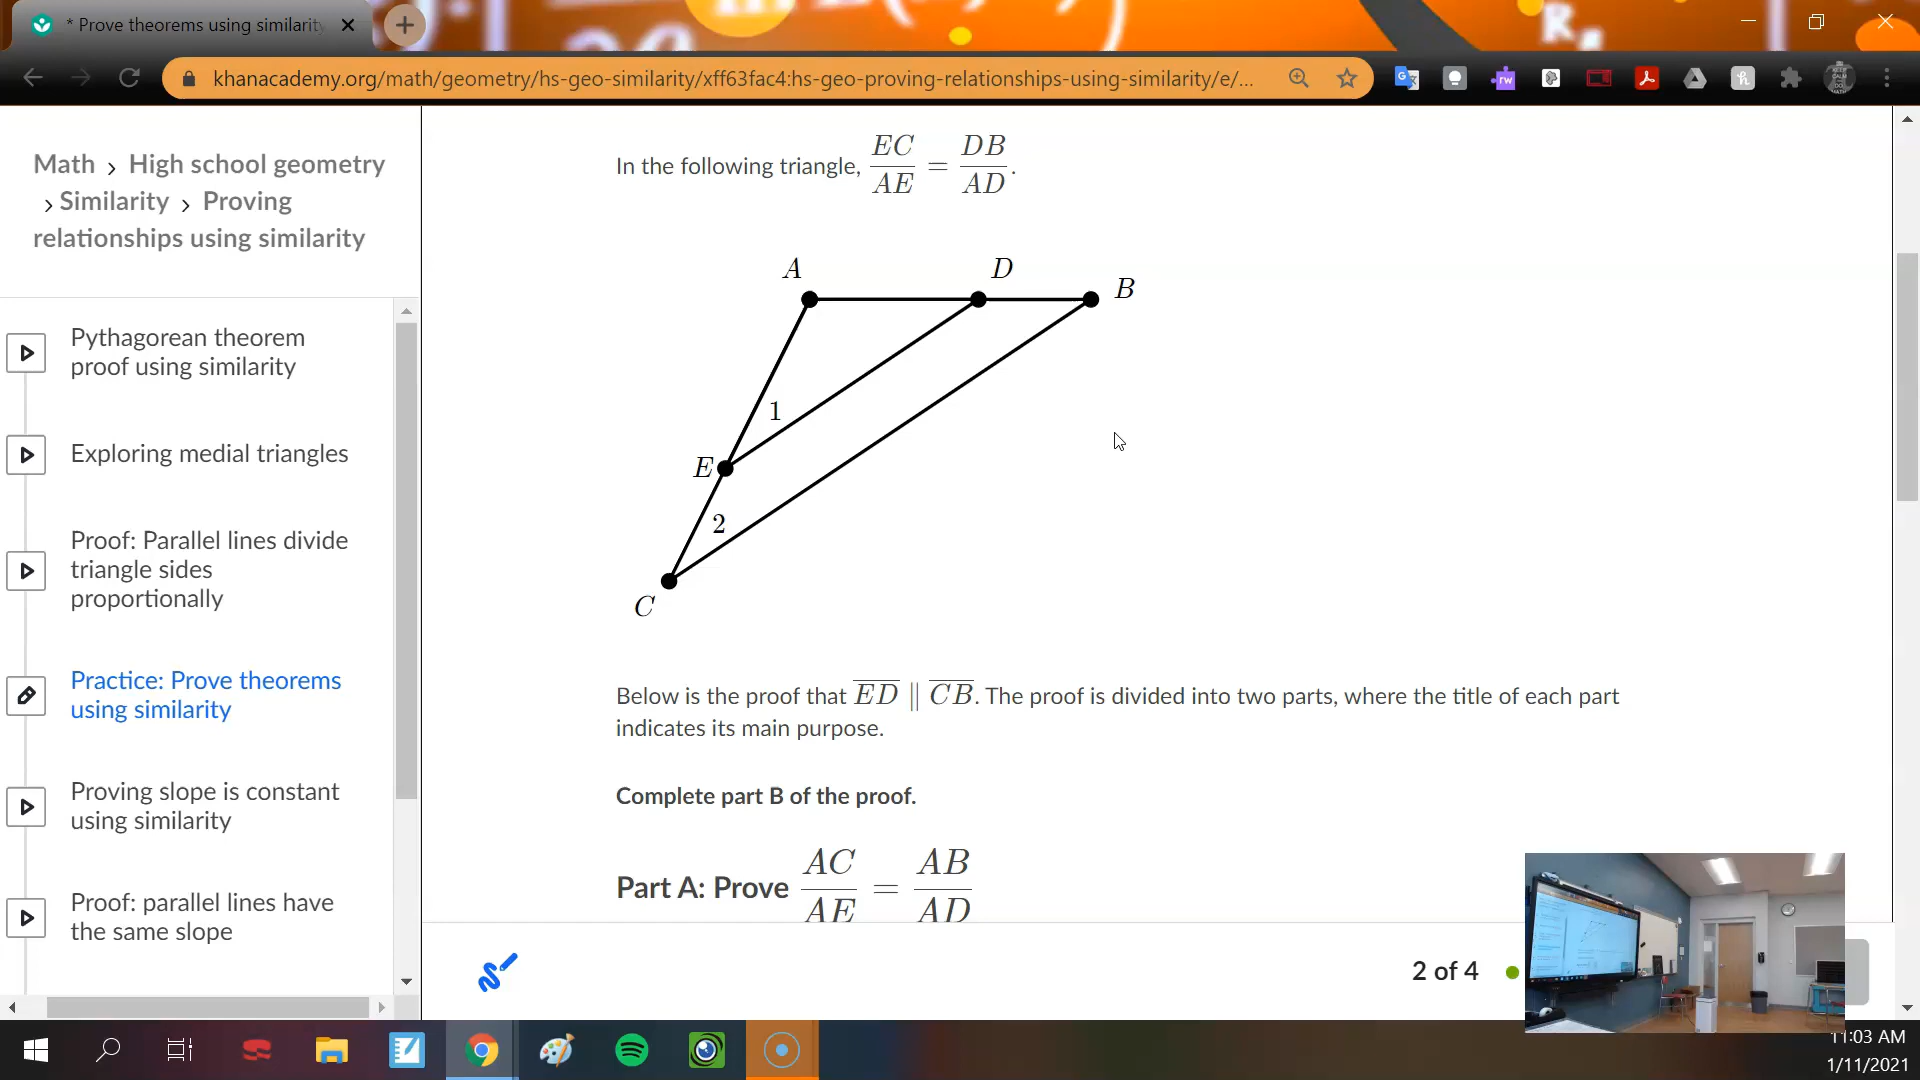 * Prove theorems using similarity
khanacademy.org/math/geometry/hs-geo-similarity/xff63fac4:hs-geo-proving-relationships-using-similarity/e/...
rw
h
Math › High school geometry
› Similarity › Proving
relationships using similarity
Pythagorean theorem
proof using similarity
Exploring medial triangles
Proof: Parallel lines divide
triangle sides
proportionally
Practice: Prove theorems
using similarity
Proving slope is constant
using similarity
Proof: parallel lines have
the same slope
In the following triangle, EC/AE = DB/AD.
A
D
B
1
E
2
C
Below is the proof that ED ∥ CB. The proof is divided into two parts, where the title of each part
indicates its main purpose.
Complete part B of the proof.
Part A: Prove AC/AE = AB/AD
2 of 4
11:03 AM
1/11/2021